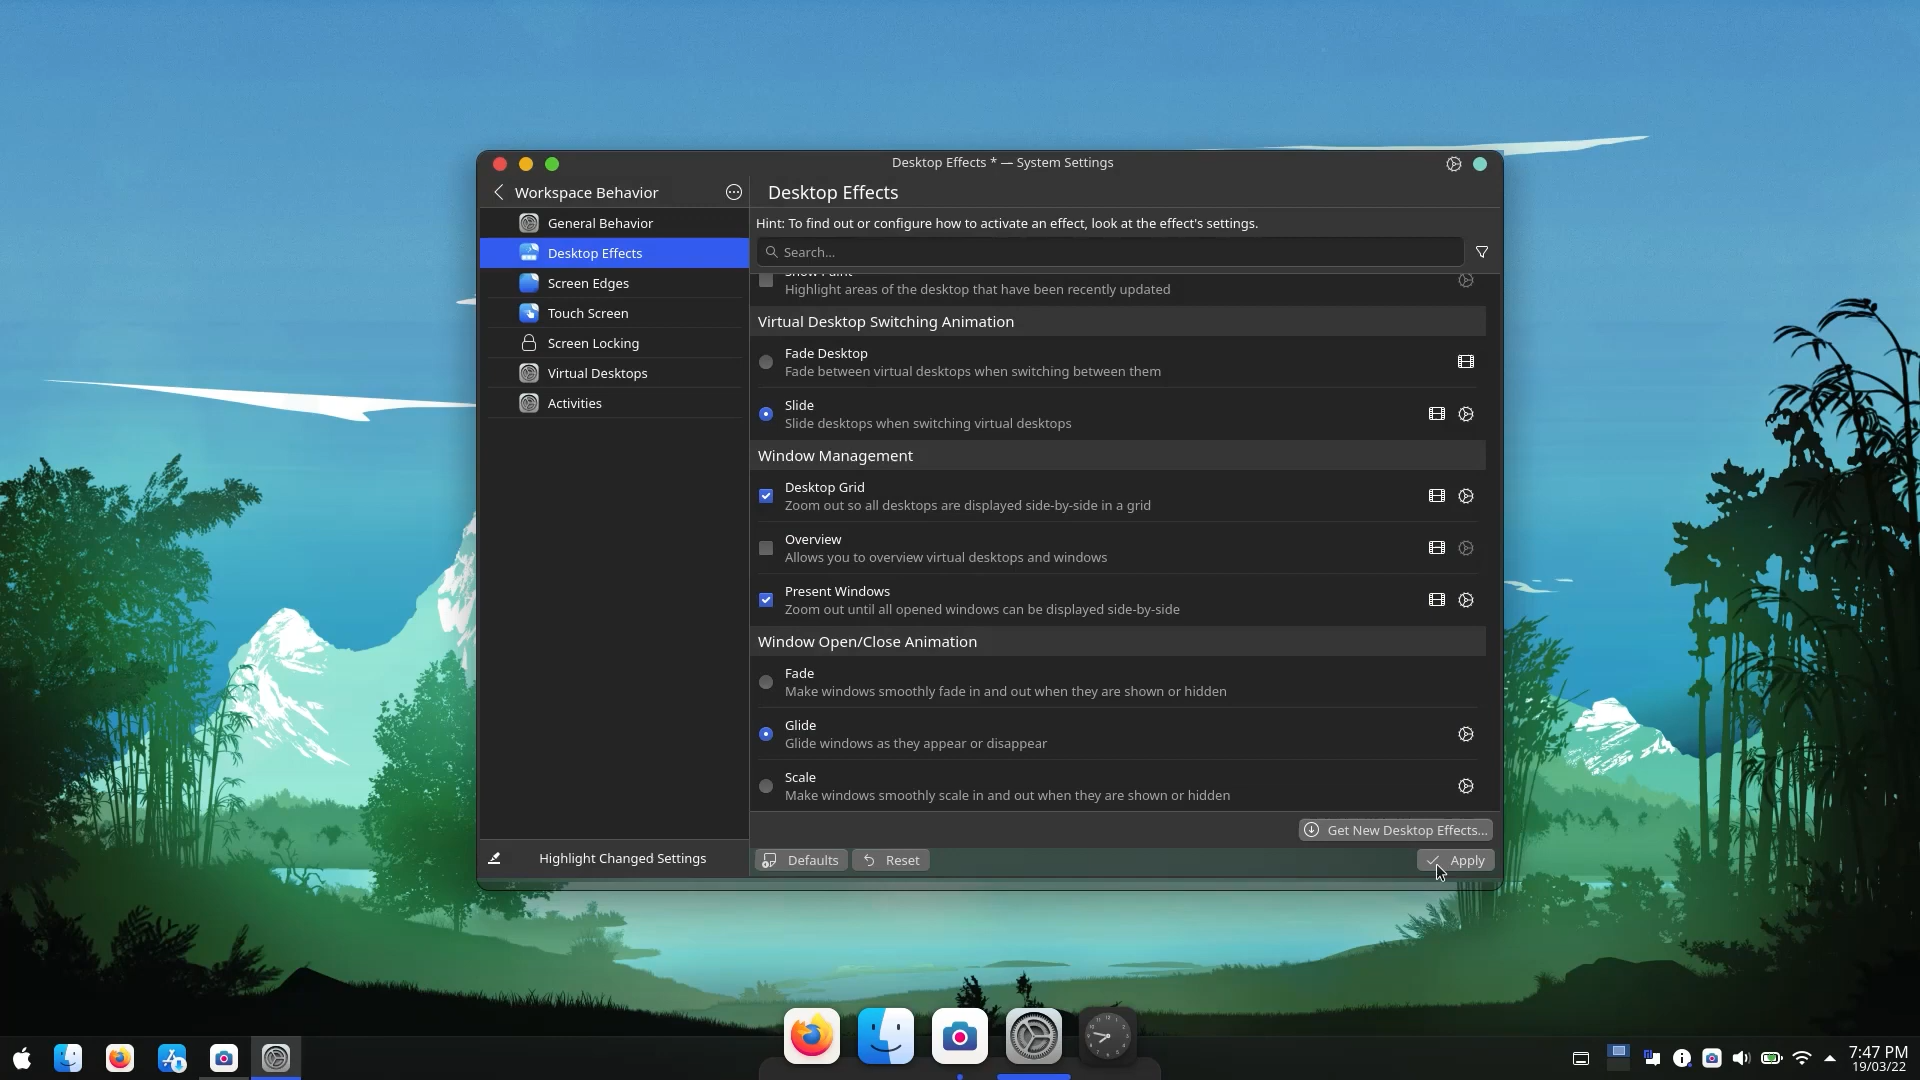 Desktop Effects * — System Settings
Workspace Behavior
Desktop Effects
General Behavior
Desktop Effects
Screen Edges
Touch Screen
Screen Locking
Virtual Desktops
Activities
Highlight Changed Settings
Hint: To find out or configure how to activate an effect, look at the effect's settings.
Search...
Show Paint
Highlight areas of the desktop that have been recently updated
Virtual Desktop Switching Animation
Fade Desktop
Fade between virtual desktops when switching between them
Slide
Slide desktops when switching virtual desktops
Window Management
Desktop Grid
Zoom out so all desktops are displayed side-by-side in a grid
Overview
Allows you to overview virtual desktops and windows
Present Windows
Zoom out until all opened windows can be displayed side-by-side
Window Open/Close Animation
Fade
Make windows smoothly fade in and out when they are shown or hidden
Glide
Glide windows as they appear or disappear
Scale
Make windows smoothly scale in and out when they are shown or hidden
Get New Desktop Effects...
Defaults
Reset
Apply
7:47 PM
19/03/22